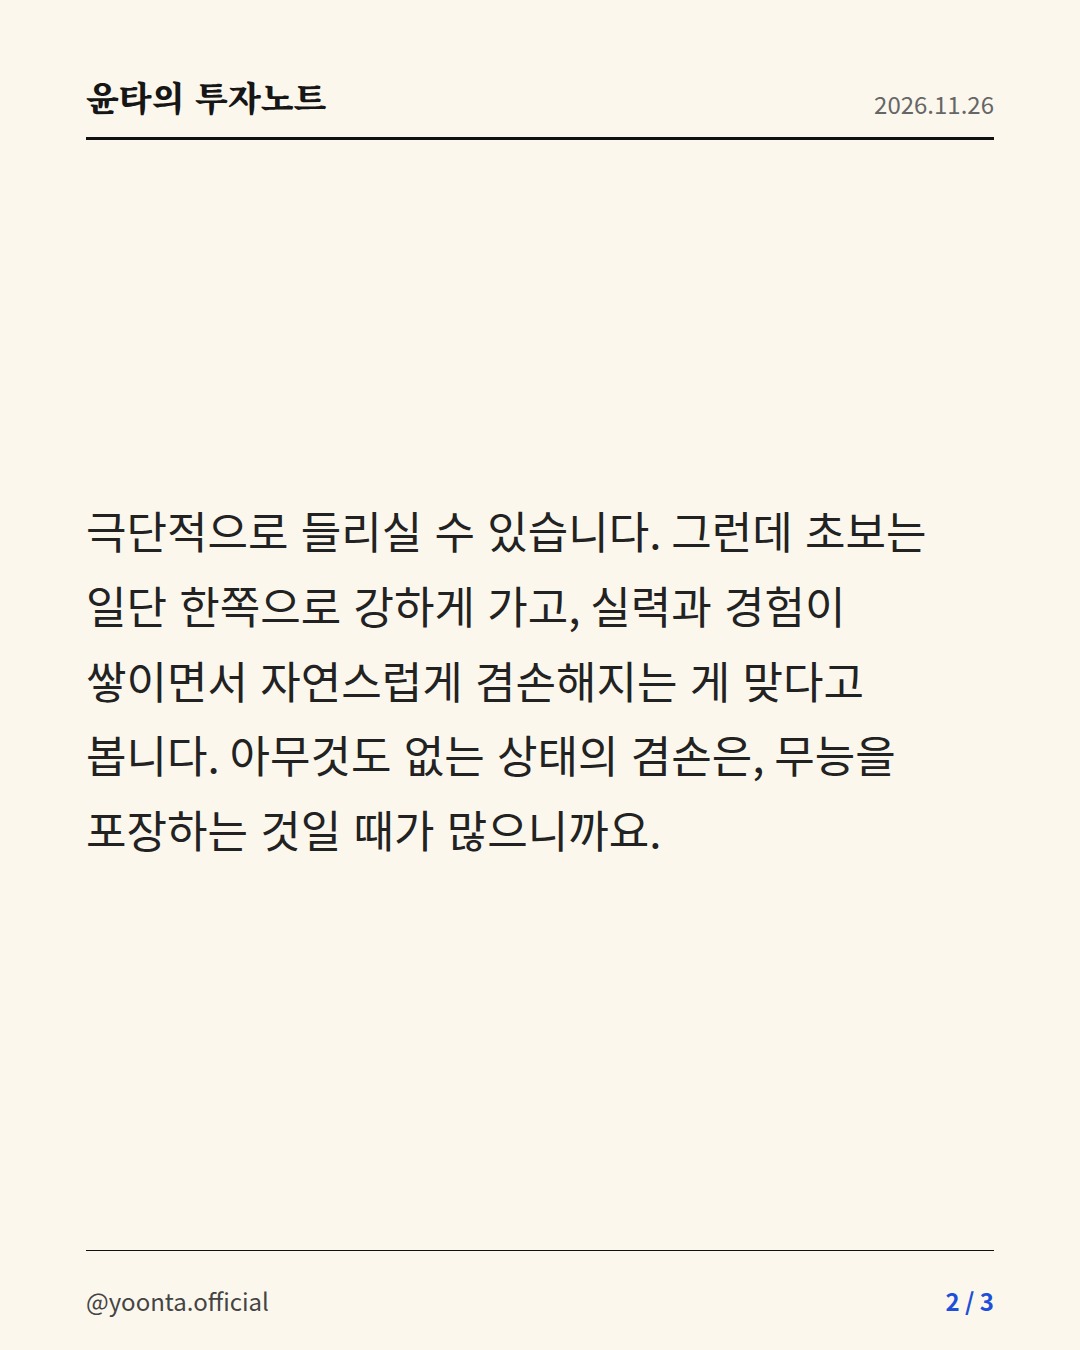 윤타의 투자노트
2026.11.26
극단적으로 들리실 수 있습니다. 그런데 초보는
일단 한쪽으로 강하게 가고, 실력과 경험이
쌓이면서 자연스럽게 겸손해지는 게 맞다고
봅니다. 아무것도 없는 상태의 겸손은, 무능을
포장하는 것일 때가 많으니까요.
@yoonta.official
2 / 3